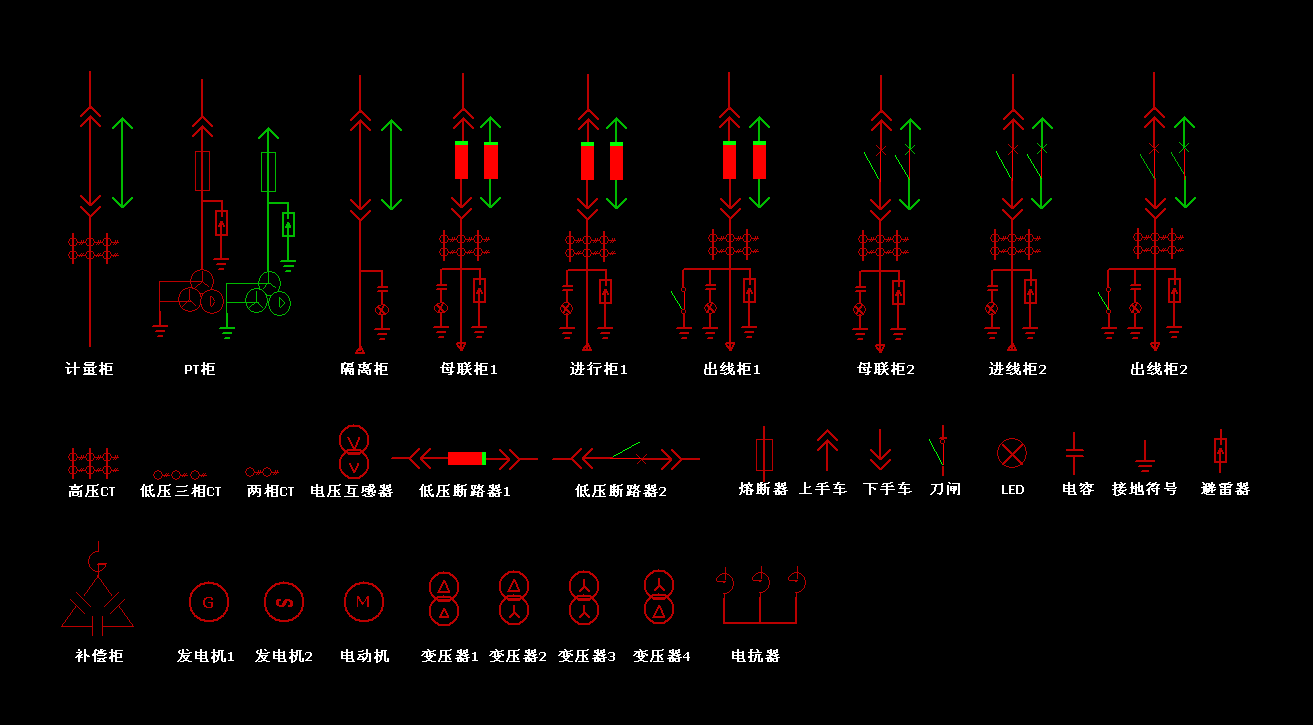 计量柜 PT柜 隔离柜 母联柜1 进行柜1 出线柜1 母联柜2 进线柜2 出线柜2
高压CT 低压三相CT 两相CT 电压互感器 低压断路器1 低压断路器2 熔断器 上手车 下手车 刀闸 LED 电容 接地符号 避雷器
G S M
补偿柜 发电机1 发电机2 电动机 变压器1 变压器2 变压器3 变压器4 电抗器